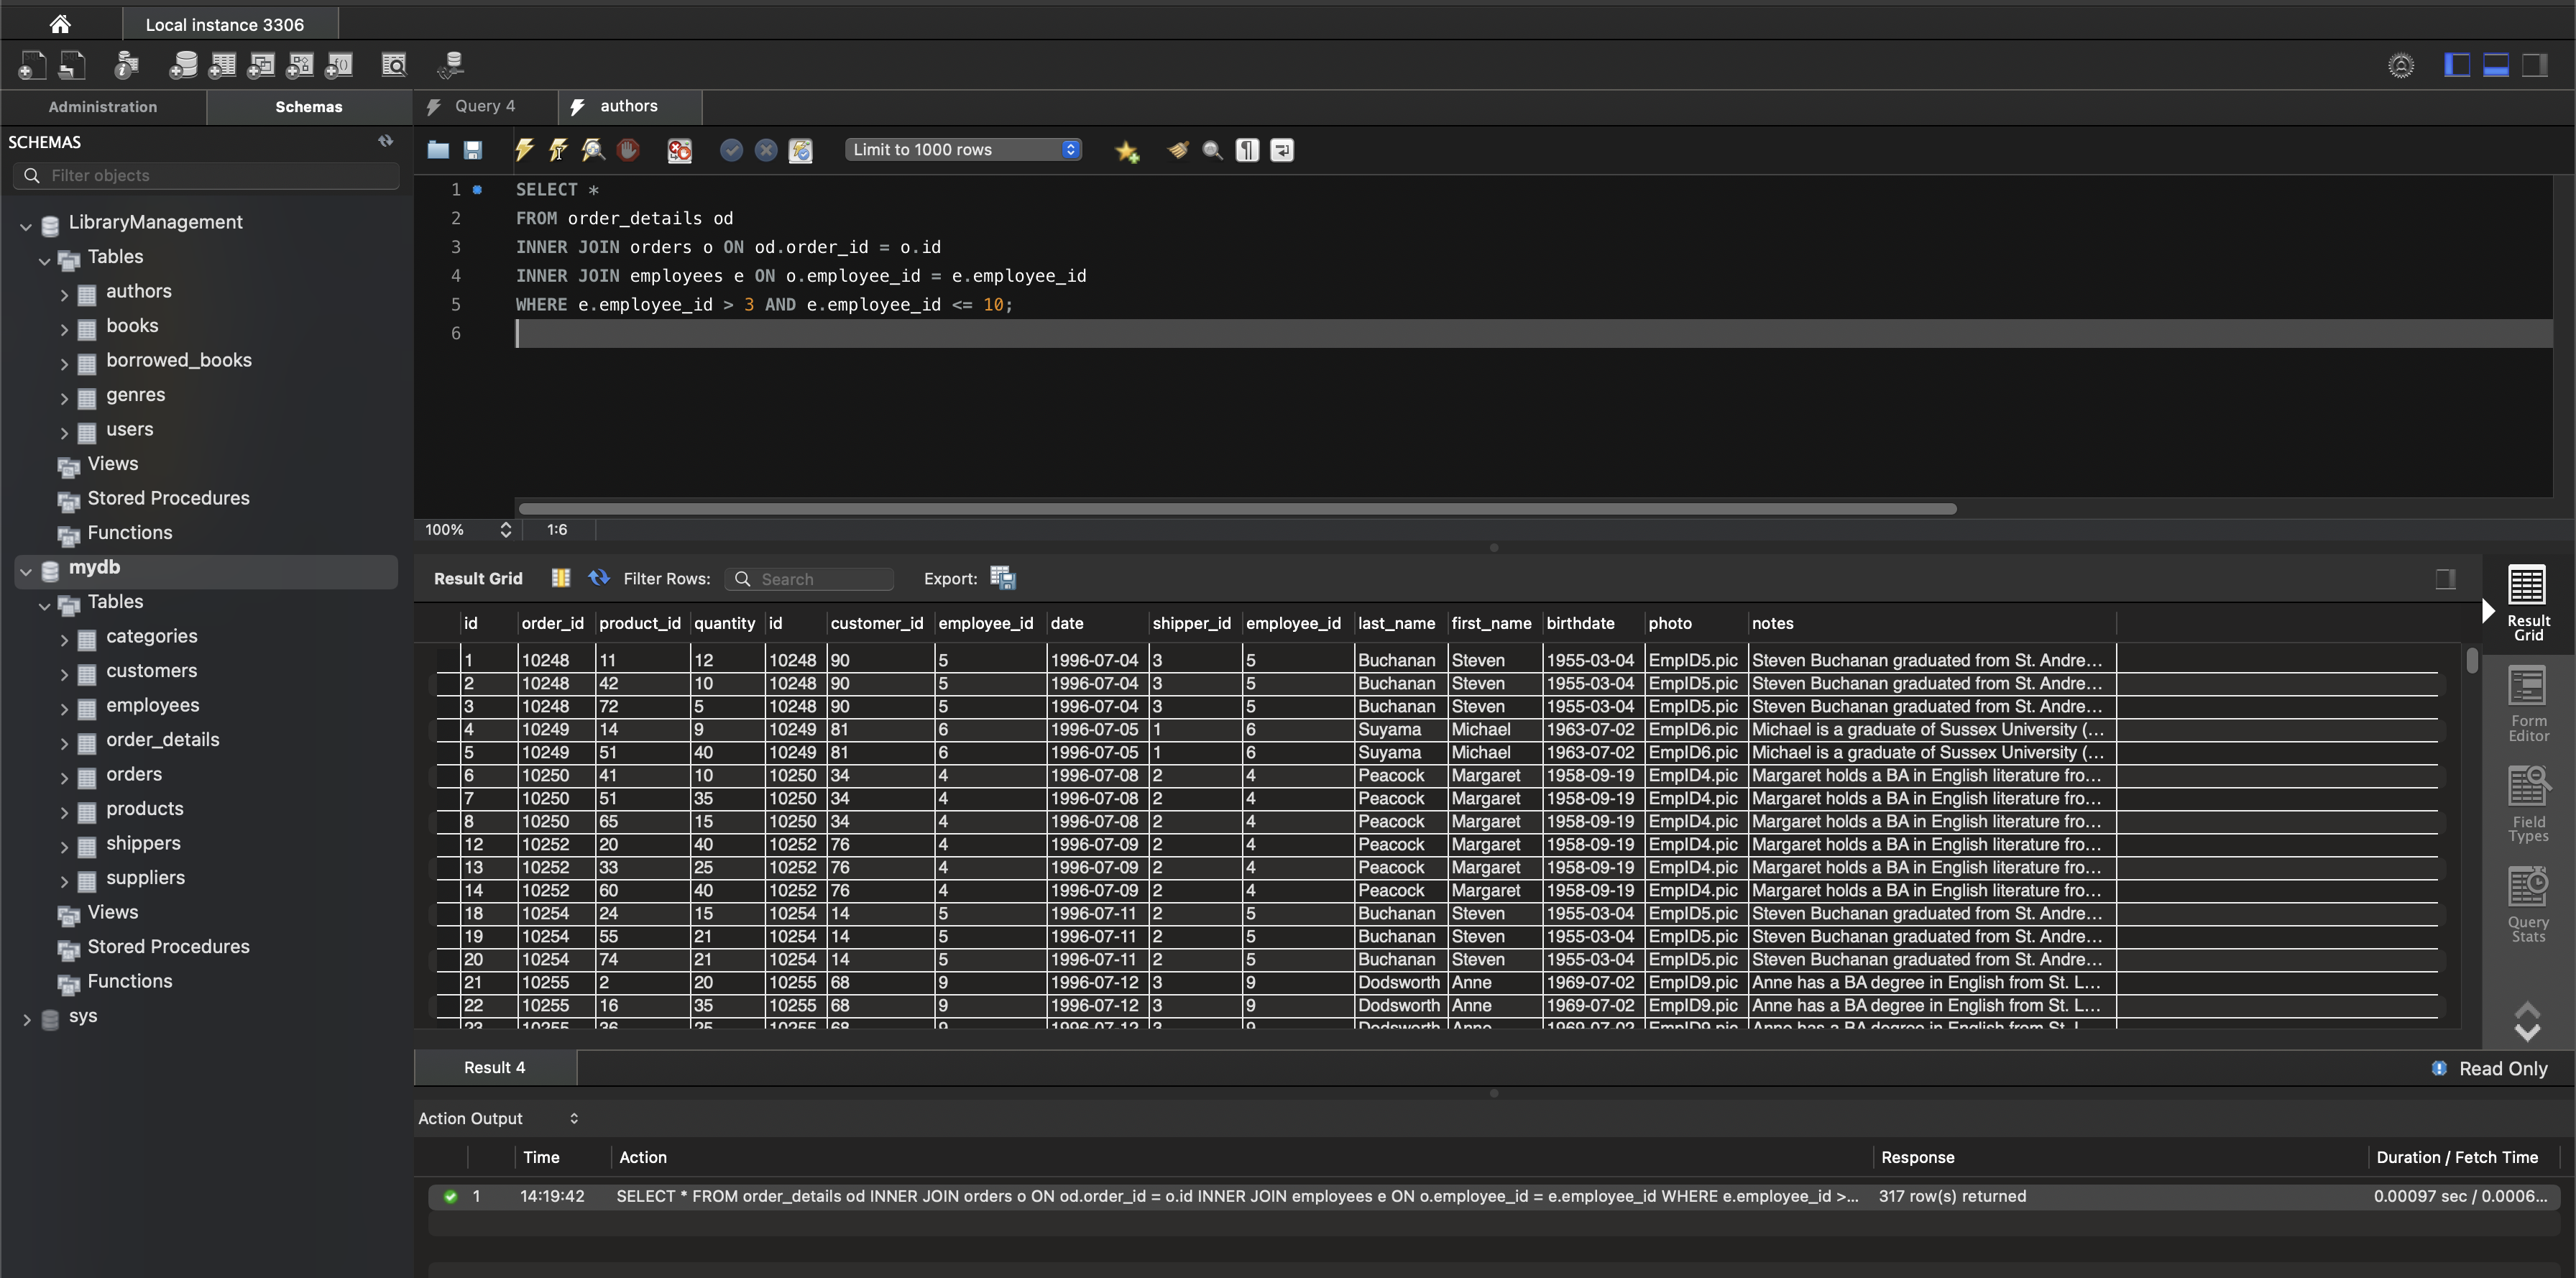 Local instance 3306
Administration
Schemas
Query 4
authors
SCHEMAS
Filter objects
Limit to 1000 rows
LibraryManagement
Tables
authors
books
borrowed_books
genres
users
Views
Stored Procedures
Functions
mydb
Tables
categories
customers
employees
order_details
orders
products
shippers
suppliers
Views
Stored Procedures
Functions
sys
1 SELECT *
2 FROM order_details od
3 INNER JOIN orders o ON od.order_id = o.id
4 INNER JOIN employees e ON o.employee_id = e.employee_id
5 WHERE e.employee_id > 3 AND e.employee_id <= 10;
6
100% 1:6
Result Grid Filter Rows: Search Export:
id order_id product_id quantity id customer_id employee_id date shipper_id employee_id last_name first_name birthdate photo notes
1 10248 11 12 10248 90 5 1996-07-04 3 5 Buchanan Steven 1955-03-04 EmpID5.pic Steven Buchanan graduated from St. Andre...
2 10248 42 10 10248 90 5 1996-07-04 3 5 Buchanan Steven 1955-03-04 EmpID5.pic Steven Buchanan graduated from St. Andre...
3 10248 72 5 10248 90 5 1996-07-04 3 5 Buchanan Steven 1955-03-04 EmpID5.pic Steven Buchanan graduated from St. Andre...
4 10249 14 9 10249 81 6 1996-07-05 1 6 Suyama Michael 1963-07-02 EmpID6.pic Michael is a graduate of Sussex University (...
5 10249 51 40 10249 81 6 1996-07-05 1 6 Suyama Michael 1963-07-02 EmpID6.pic Michael is a graduate of Sussex University (...
6 10250 41 10 10250 34 4 1996-07-08 2 4 Peacock Margaret 1958-09-19 EmpID4.pic Margaret holds a BA in English literature fro...
7 10250 51 35 10250 34 4 1996-07-08 2 4 Peacock Margaret 1958-09-19 EmpID4.pic Margaret holds a BA in English literature fro...
8 10250 65 15 10250 34 4 1996-07-08 2 4 Peacock Margaret 1958-09-19 EmpID4.pic Margaret holds a BA in English literature fro...
12 10252 20 40 10252 76 4 1996-07-09 2 4 Peacock Margaret 1958-09-19 EmpID4.pic Margaret holds a BA in English literature fro...
13 10252 33 25 10252 76 4 1996-07-09 2 4 Peacock Margaret 1958-09-19 EmpID4.pic Margaret holds a BA in English literature fro...
14 10252 60 40 10252 76 4 1996-07-09 2 4 Peacock Margaret 1958-09-19 EmpID4.pic Margaret holds a BA in English literature fro...
18 10254 24 15 10254 14 5 1996-07-11 2 5 Buchanan Steven 1955-03-04 EmpID5.pic Steven Buchanan graduated from St. Andre...
19 10254 55 21 10254 14 5 1996-07-11 2 5 Buchanan Steven 1955-03-04 EmpID5.pic Steven Buchanan graduated from St. Andre...
20 10254 74 21 10254 14 5 1996-07-11 2 5 Buchanan Steven 1955-03-04 EmpID5.pic Steven Buchanan graduated from St. Andre...
21 10255 2 20 10255 68 9 1996-07-12 3 9 Dodsworth Anne 1969-07-02 EmpID9.pic Anne has a BA degree in English from St. L...
22 10255 16 35 10255 68 9 1996-07-12 3 9 Dodsworth Anne 1969-07-02 EmpID9.pic Anne has a BA degree in English from St. L...
23 10255 36 25 10255 68 9 1996-07-12 3 9 Dodsworth Anne 1969-07-02 EmpID9.pic Anne has a BA degree in English from St. L...
Result
Grid
Form
Editor
Field
Types
Query
Stats
Result 4
Read Only
Action Output
Time Action Response Duration / Fetch Time
1 14:19:42 SELECT * FROM order_details od INNER JOIN orders o ON od.order_id = o.id INNER JOIN employees e ON o.employee_id = e.employee_id WHERE e.employee_id >... 317 row(s) returned 0.00097 sec / 0.0006...